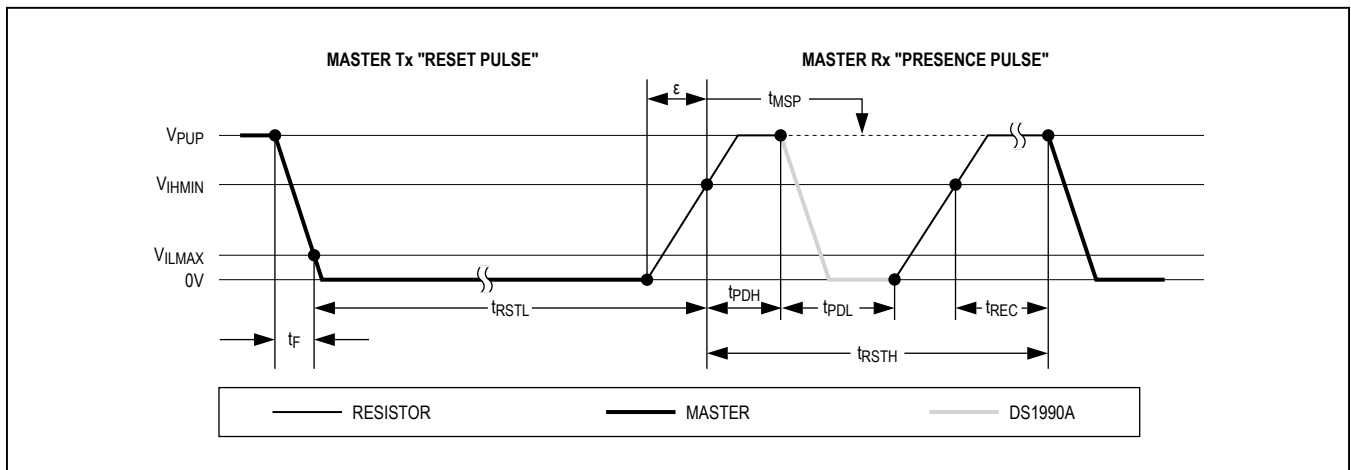 MASTER Tx "RESET PULSE" MASTER Rx "PRESENCE PULSE"
ε tMSP
VPUP
VIHMIN
VILMAX
0V
tRSTL tPDH tPDL tREC
tF tRSTH
RESISTOR MASTER DS1990A